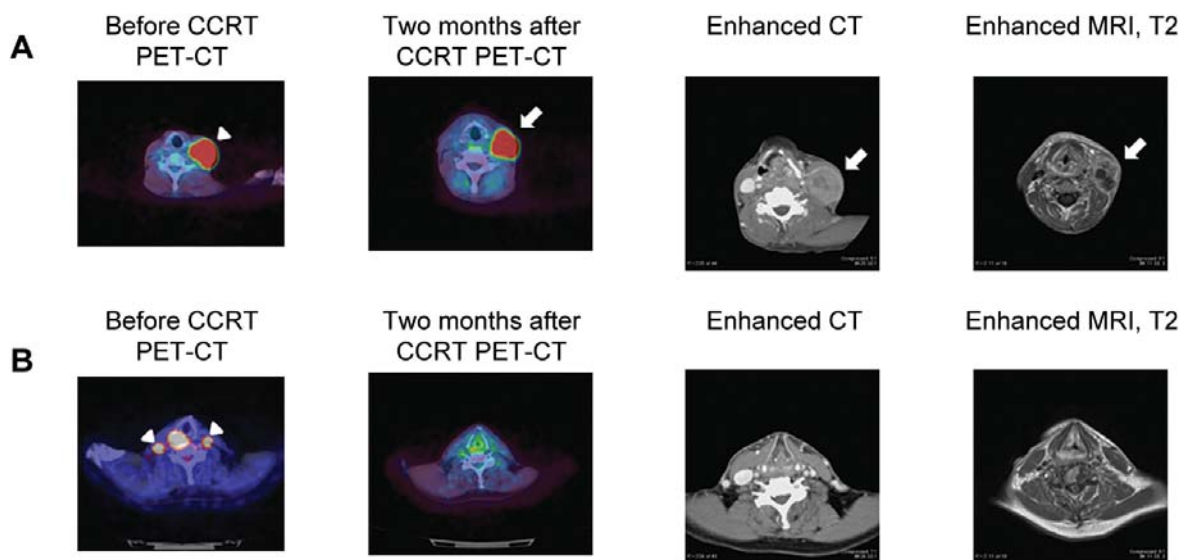 A
Before CCRT
PET-CT
Two months after
CCRT PET-CT
Enhanced CT
Enhanced MRI, T2
B
Before CCRT
PET-CT
Two months after
CCRT PET-CT
Enhanced CT
Enhanced MRI, T2